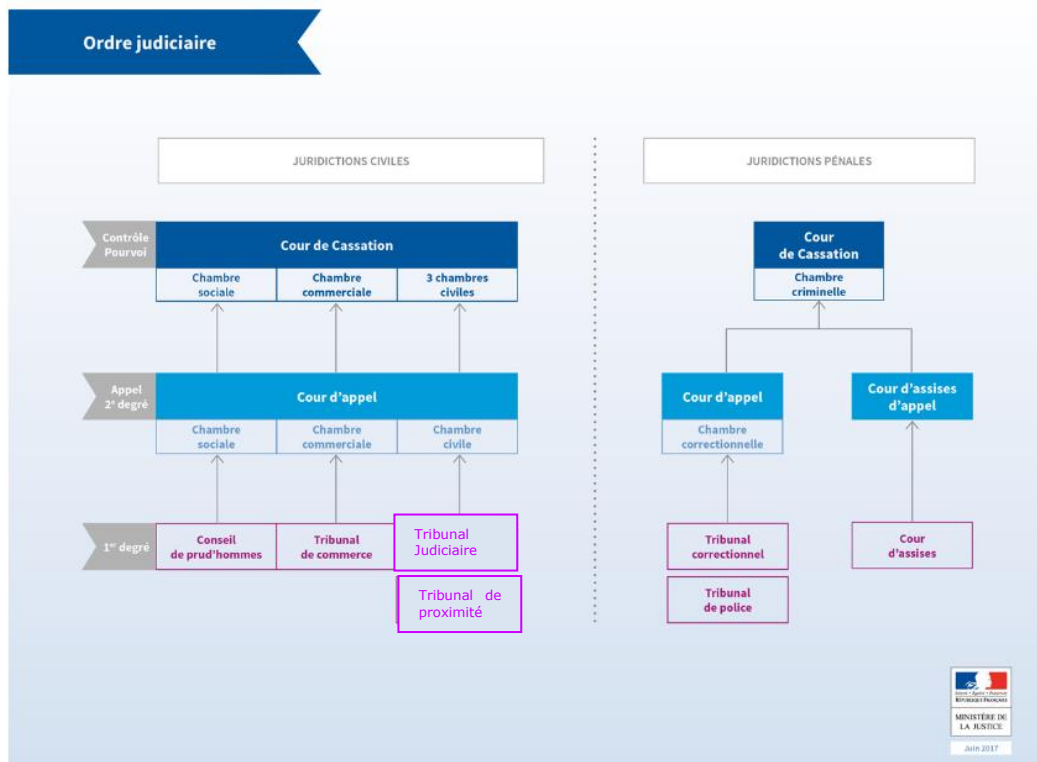 Ordre judiciaire
JURIDICTIONS CIVILES
JURIDICTIONS PÉNALES
Contrôle
Pourvoi
Cour de Cassation
Chambre
sociale
Chambre
commerciale
3 chambres
civiles
Cour
de Cassation
Chambre
criminelle
Appel
2e degré
Cour d'appel
Chambre
sociale
Chambre
commerciale
Chambre
civile
Cour d'appel
Chambre
correctionnelle
Cour d'assises
d'appel
1er degré
Conseil
de prud'hommes
Tribunal
de commerce
Tribunal
Judiciaire
Tribunal de
proximité
Tribunal
correctionnel
Tribunal
de police
Cour
d'assises
Liberté • Égalité • Fraternité
RÉPUBLIQUE FRANÇAISE
MINISTÈRE DE
LA JUSTICE
Juin 2017